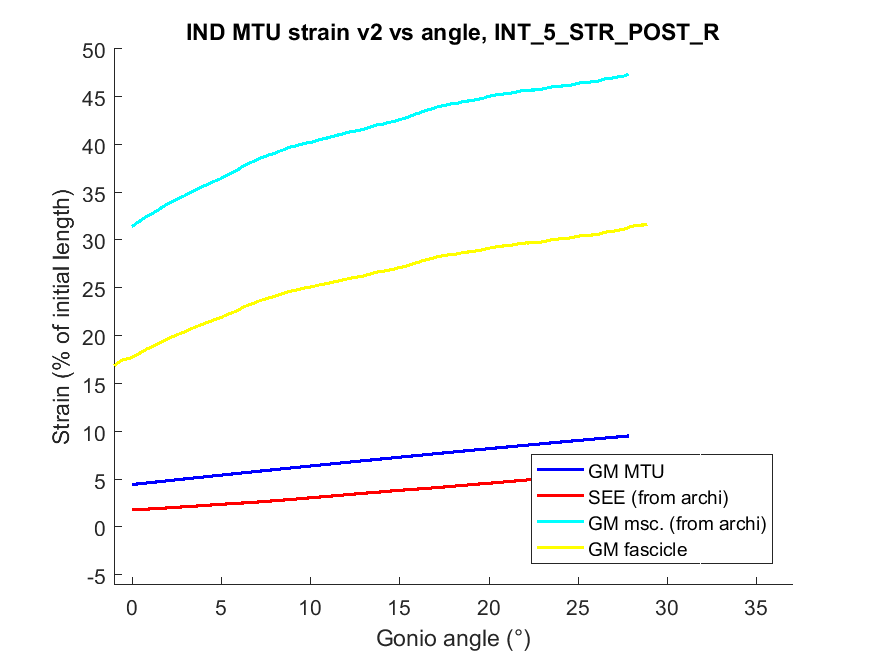 IND MTU strain v2 vs angle, INT_5_STR_POST_R
50
45
40
35
30
25
20
15
10
5
0
-5
Strain (% of initial length)
GM MTU
SEE (from archi)
GM msc. (from archi)
GM fascicle
0 5 10 15 20 25 30 35
Gonio angle (°)